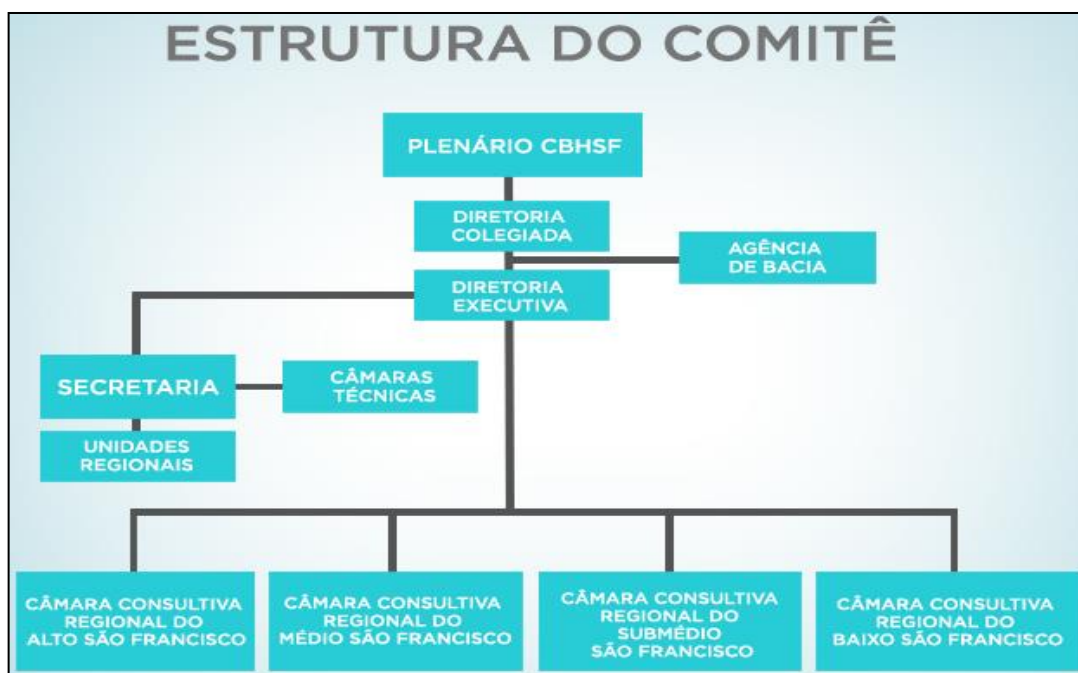 ESTRUTURA DO COMITÊ
PLENÁRIO CBHSF
DIRETORIA
COLEGIADA
AGÊNCIA
DE BACIA
DIRETORIA
EXECUTIVA
SECRETARIA
CÂMARAS
TÉCNICAS
UNIDADES
REGIONAIS
CÂMARA CONSULTIVA
REGIONAL DO
ALTO SÃO FRANCISCO
CÂMARA CONSULTIVA
REGIONAL DO
MÉDIO SÃO FRANCISCO
CÂMARA CONSULTIVA
REGIONAL DO
SUBMÉDIO
SÃO FRANCISCO
CÂMARA CONSULTIVA
REGIONAL DO
BAIXO SÃO FRANCISCO